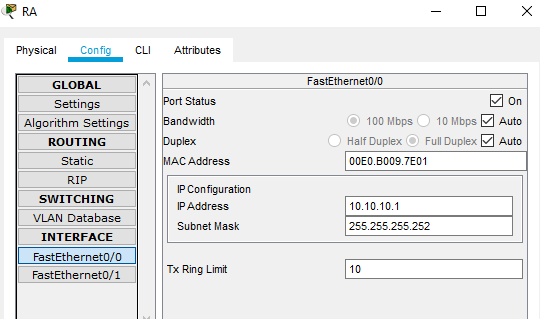 RA
Physical Config CLI Attributes
GLOBAL
Settings
Algorithm Settings
ROUTING
Static
RIP
SWITCHING
VLAN Database
INTERFACE
FastEthernet0/0
FastEthernet0/1
FastEthernet0/0
Port Status On
Bandwidth 100 Mbps 10 Mbps Auto
Duplex Half Duplex Full Duplex Auto
MAC Address 00E0.B009.7E01
IP Configuration
IP Address 10.10.10.1
Subnet Mask 255.255.255.252
Tx Ring Limit 10